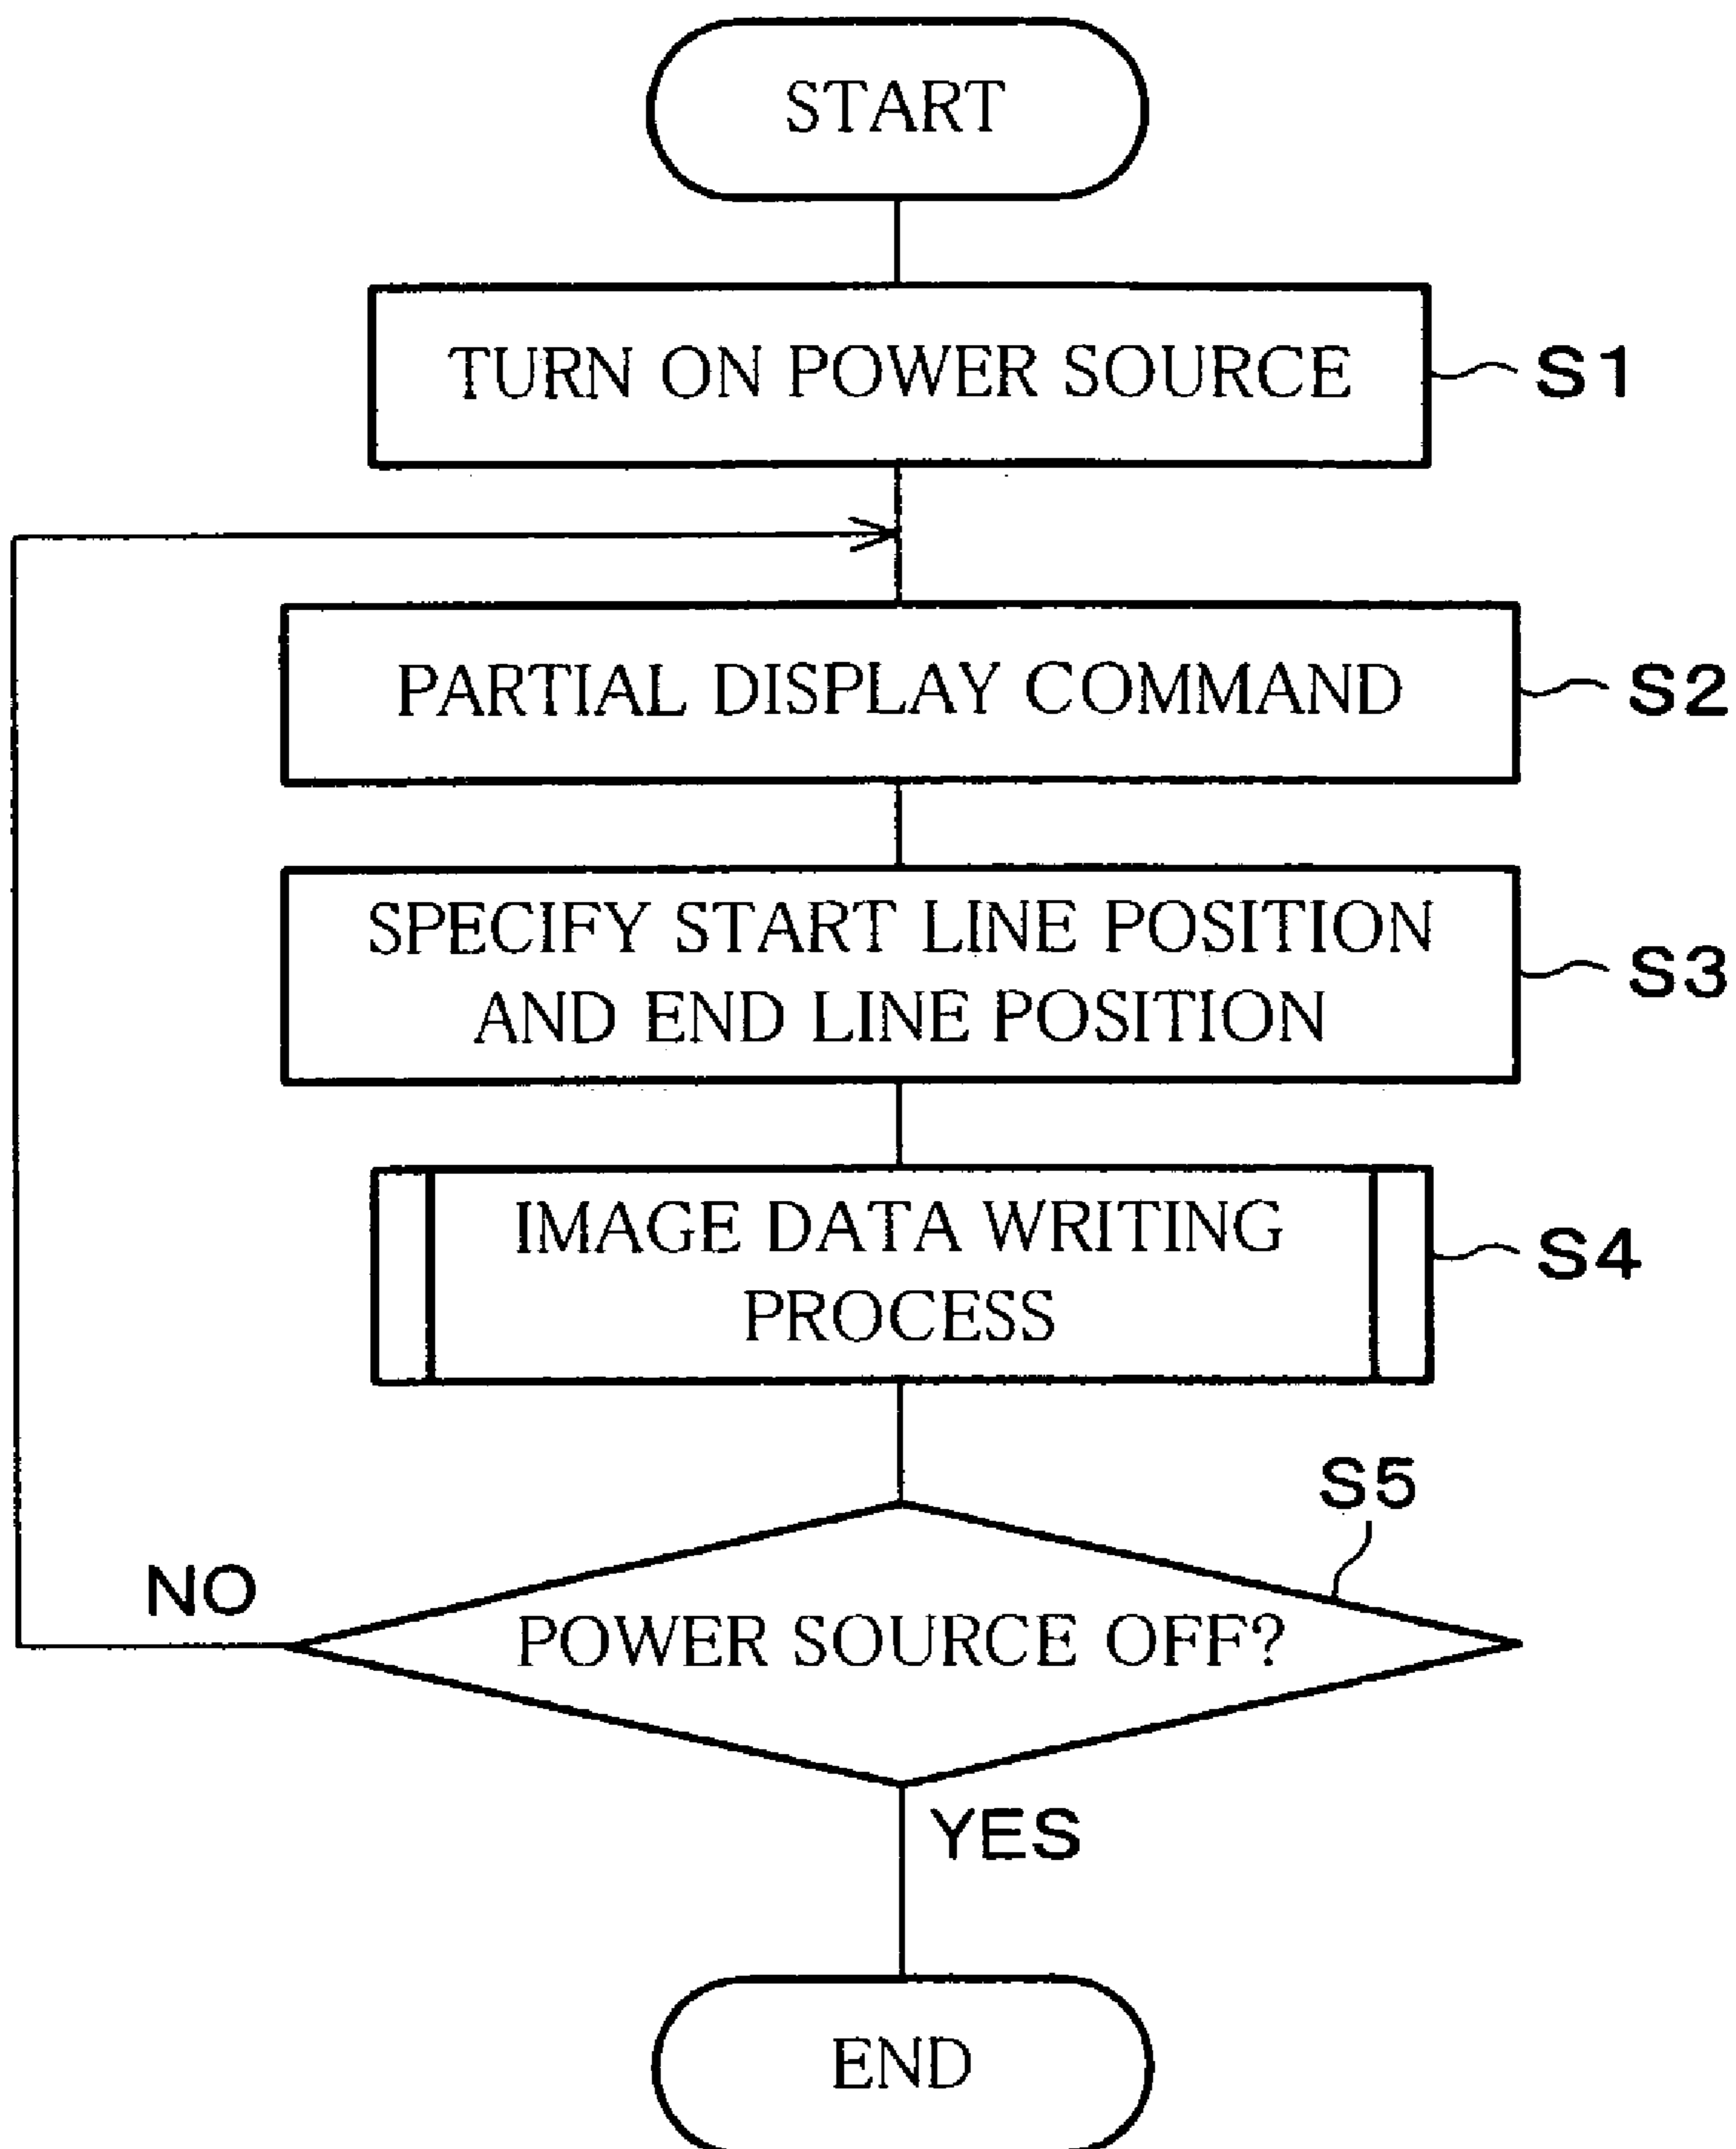 START
TURN ON POWER SOURCE
S1
PARTIAL DISPLAY COMMAND
S2
SPECIFY START LINE POSITION
AND END LINE POSITION
S3
IMAGE DATA WRITING
PROCESS
S4
S5
NO
POWER SOURCE OFF?
YES
END